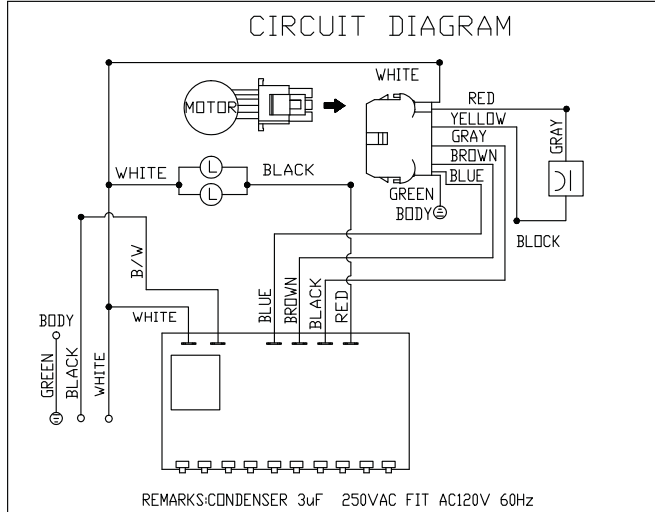 CIRCUIT DIAGRAM
WHITE
MOTOR
RED
YELLOW
GRAY
GRAY
BROWN
BLUE
WHITE
L
L
BLACK
GREEN
BODY
BLOCK
B/W
BLUE
BROWN
BLACK
RED
WHITE
BODY
GREEN
BLACK
WHITE
REMARKS:CONDENSER 3uF 250VAC FIT AC120V 60Hz